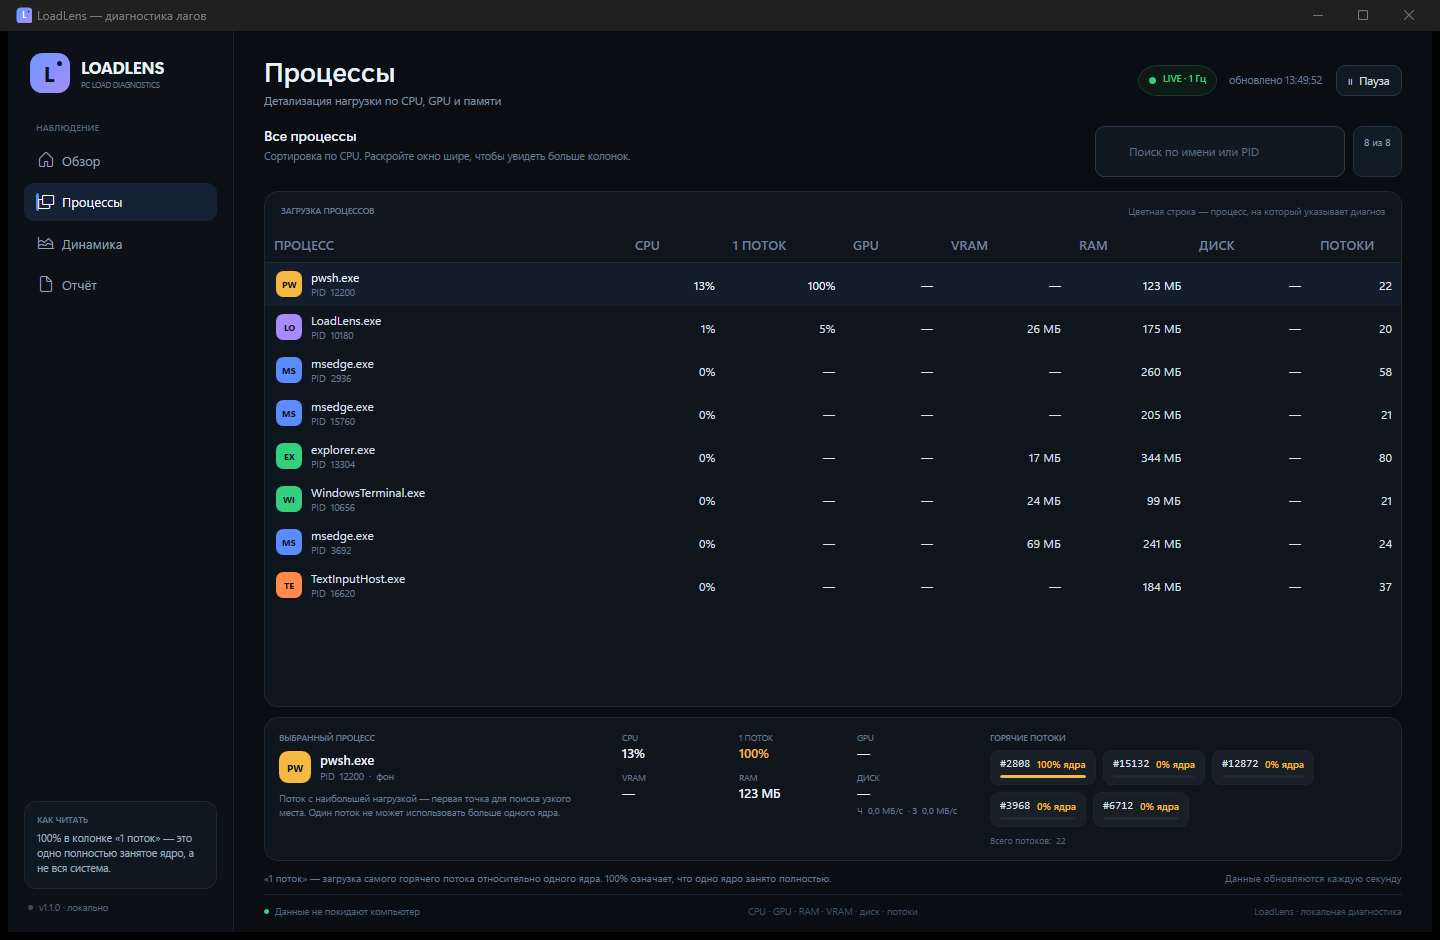 LoadLens — диагностика лагов
L
LOADLENS
PC LOAD DIAGNOSTICS
НАБЛЮДЕНИЕ
Обзор
Процессы
Динамика
Отчёт
КАК ЧИТАТЬ
100% в колонке «1 поток» — это
одно полностью занятое ядро, а
не вся система.
v1.1.0 · локально
Процессы
Детализация нагрузки по CPU, GPU и памяти
LIVE · 1 Гц
обновлено 13:49:52
Пауза
Все процессы
Сортировка по CPU. Раскройте окно шире, чтобы увидеть больше колонок.
Поиск по имени или PID
8 из 8
ЗАГРУЗКА ПРОЦЕССОВ
Цветная строка — процесс, на который указывает диагноз
ПРОЦЕСС CPU 1 ПОТОК GPU VRAM RAM ДИСК ПОТОКИ
PW pwsh.exe 13% 100% — — 123 МБ — 22
PID 12200
LO LoadLens.exe 1% 5% — 26 МБ 175 МБ — 20
PID 10180
MS msedge.exe 0% — — — 260 МБ — 58
PID 2936
MS msedge.exe 0% — — — 205 МБ — 21
PID 15760
EX explorer.exe 0% — — 17 МБ 344 МБ — 80
PID 13304
WI WindowsTerminal.exe 0% — — 24 МБ 99 МБ — 21
PID 10656
MS msedge.exe 0% — — 69 МБ 241 МБ — 24
PID 3692
TE TextInputHost.exe 0% — — — 184 МБ — 37
PID 16620
ВЫБРАННЫЙ ПРОЦЕСС
PW pwsh.exe
PID 12200 · фон
Поток с наибольшей нагрузкой — первая точка для поиска узкого
места. Один поток не может использовать больше одного ядра.
CPU 1 ПОТОК GPU
13% 100% —
VRAM RAM ДИСК
— 123 МБ —
Ч 0,0 МБ/с · З 0,0 МБ/с
ГОРЯЧИЕ ПОТОКИ
#2808 100% ядра #15132 0% ядра #12872 0% ядра
#3968 0% ядра #6712 0% ядра
Всего потоков: 22
«1 поток» — загрузка самого горячего потока относительно одного ядра. 100% означает, что одно ядро занято полностью.
Данные обновляются каждую секунду
Данные не покидают компьютер
CPU · GPU · RAM · VRAM · диск · потоки
LoadLens · локальная диагностика